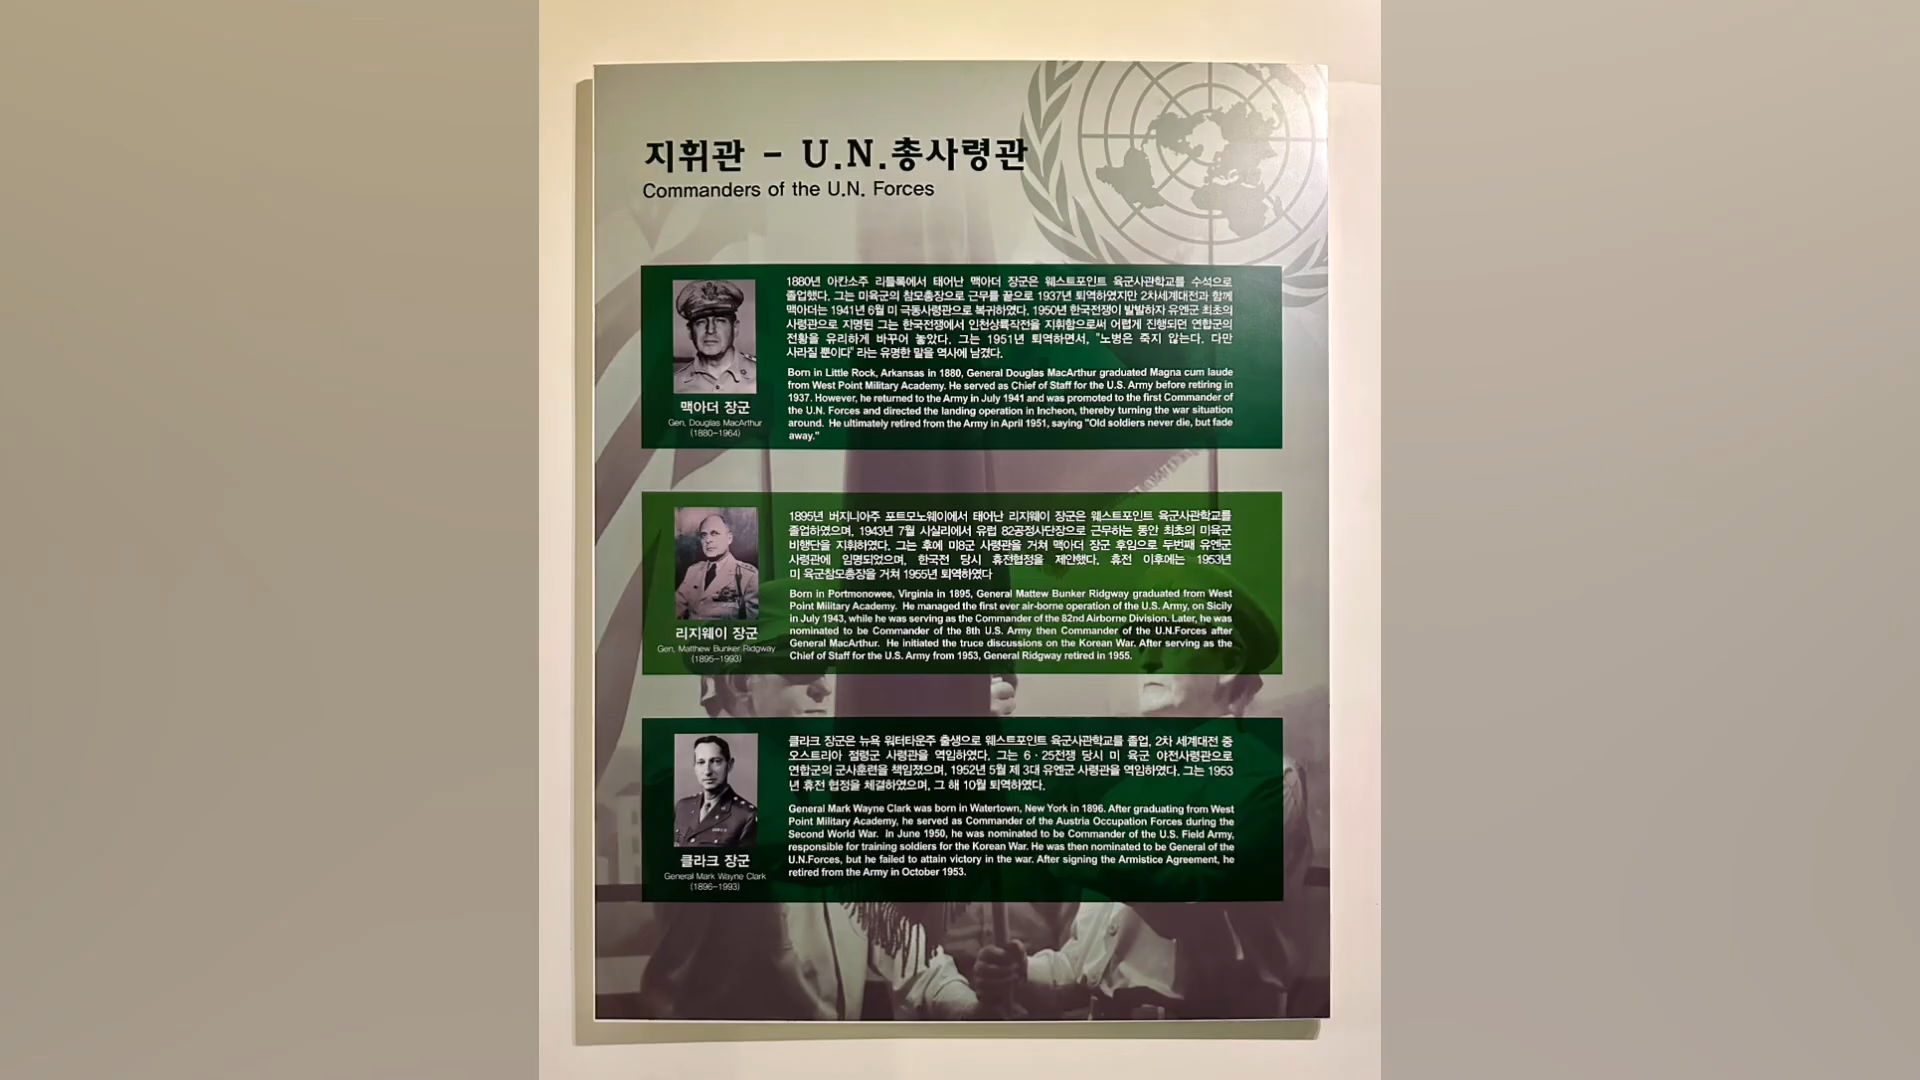 지휘관 - U.N.총사령관
Commanders of the U.N. Forces
1880년 아칸소주 리틀록에서 태어난 맥아더 장군은 웨스트포인트 육군사관학교를 수석으로
졸업했다. 그는 미육군의 참모총장으로 근무를 끝으로 1937년 퇴역하였지만 2차세계대전과 함께
맥아더는 1941년 6월 미 극동사령관으로 복귀하였다. 1950년 한국전쟁이 발발하자 유엔군 최초의
사령관으로 지명된 그는 한국전쟁에서 인천상륙작전을 지휘함으로써 어렵게 진행되던 연합군의
전황을 유리하게 바꾸어 놓았다. 그는 1951년 퇴역하면서, "노병은 죽지 않는다. 다만
사라질 뿐이다" 라는 유명한 말을 역사에 남겼다.
Born in Little Rock, Arkansas in 1880, General Douglas MacArthur graduated Magna cum laude
from West Point Military Academy. He served as Chief of Staff for the U.S. Army before retiring in
1937. However, he returned to the Army in July 1941 and was promoted to the first Commander of
the U.N. Forces and directed the landing operation in Incheon, thereby turning the war situation
around. He ultimately retired from the Army in April 1951, saying "Old soldiers never die, but fade
away."
맥아더 장군
Gen, Douglas MacArthur
(1880~1964)
1895년 버지니아주 포트모노웨이에서 태어난 리지웨이 장군은 웨스트포인트 육군사관학교를
졸업하였으며, 1943년 7월 시실리에서 유럽 82공정사단장으로 근무하는 동안 최초의 미육군
비행단을 지휘하였다. 그는 후에 미8군 사령관을 거쳐 맥아더 장군 후임으로 두번째 유엔군
사령관에 임명되었으며, 한국전 당시 휴전협정을 제안했다. 휴전 이후에는 1953년
미 육군참모총장을 거쳐 1955년 퇴역하였다
Born in Portmonowee, Virginia in 1895, General Mattew Bunker Ridgway graduated from West
Point Military Academy. He managed the first ever air-borne operation of the U.S. Army, on Sicily
in July 1943, while he was serving as the Commander of the 82nd Airborne Division. Later, he was
nominated to be Commander of the 8th U.S. Army then Commander of the U.N.Forces after
General MacArthur. He initiated the truce discussions on the Korean War. After serving as the
Chief of Staff for the U.S. Army from 1953, General Ridgway retired in 1955.
리지웨이 장군
Gen, Matthew Bunker Ridgway
(1895~1993)
클라크 장군은 뉴욕 워터타운주 출생으로 웨스트포인트 육군사관학교를 졸업, 2차 세계대전 중
오스트리아 점령군 사령관을 역임하였다. 그는 6·25전쟁 당시 미 육군 야전사령관으로
연합군의 군사훈련을 책임졌으며, 1952년 5월 제 3대 유엔군 사령관을 역임하였다. 그는 1953
년 휴전 협정을 체결하였으며, 그 해 10월 퇴역하였다.
General Mark Wayne Clark was born in Watertown, New York in 1896. After graduating from West
Point Military Academy, he served as Commander of the Austria Occupation Forces during the
Second World War. In June 1950, he was nominated to be Commander of the U.S. Field Army,
responsible for training soldiers for the Korean War. He was then nominated to be General of the
U.N.Forces, but he failed to attain victory in the war. After signing the Armistice Agreement, he
retired from the Army in October 1953.
클라크 장군
General Mark Wayne Clark
(1896~1993)